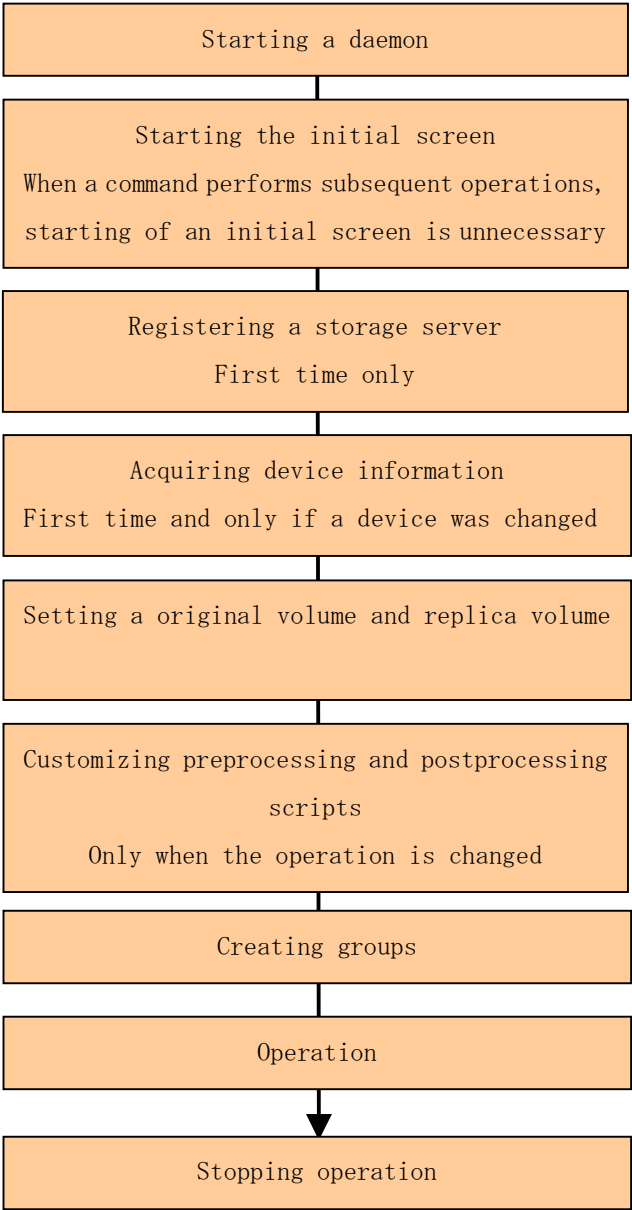 Starting a daemon
Starting the initial screen
When a command performs subsequent operations,
starting of an initial screen is unnecessary
Registering a storage server
First time only
Acquiring device information
First time and only if a device was changed
Setting a original volume and replica volume
Customizing preprocessing and postprocessing
scripts
Only when the operation is changed
Creating groups
Operation
Stopping operation